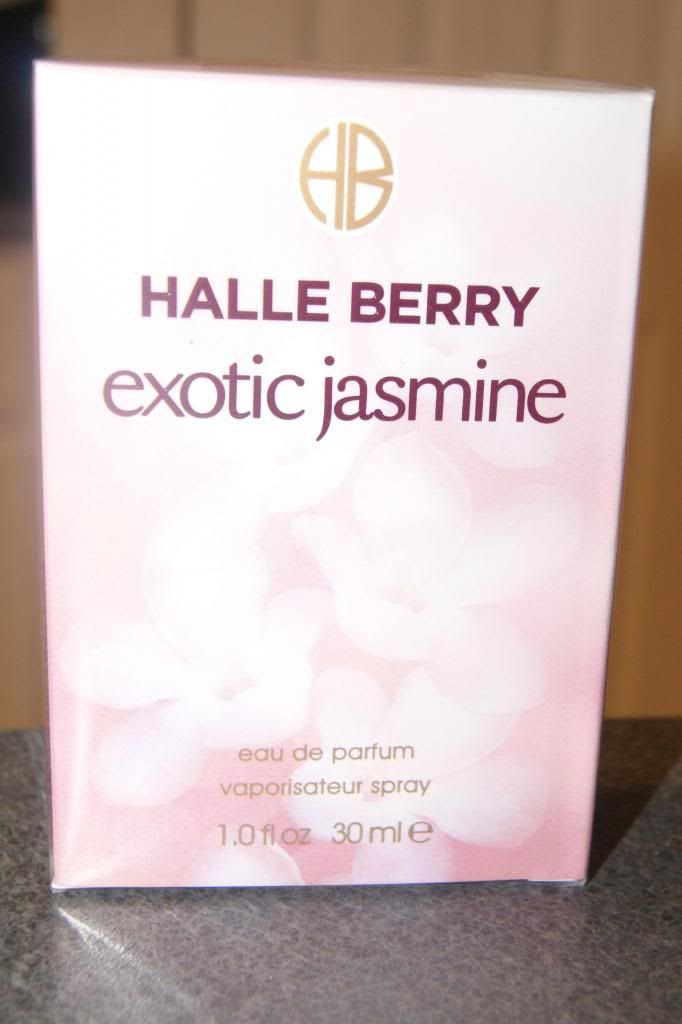 HB
HALLE BERRY
exotic jasmine
eau de parfum
vaporisateur spray
1.0 fl oz 30 ml ℮